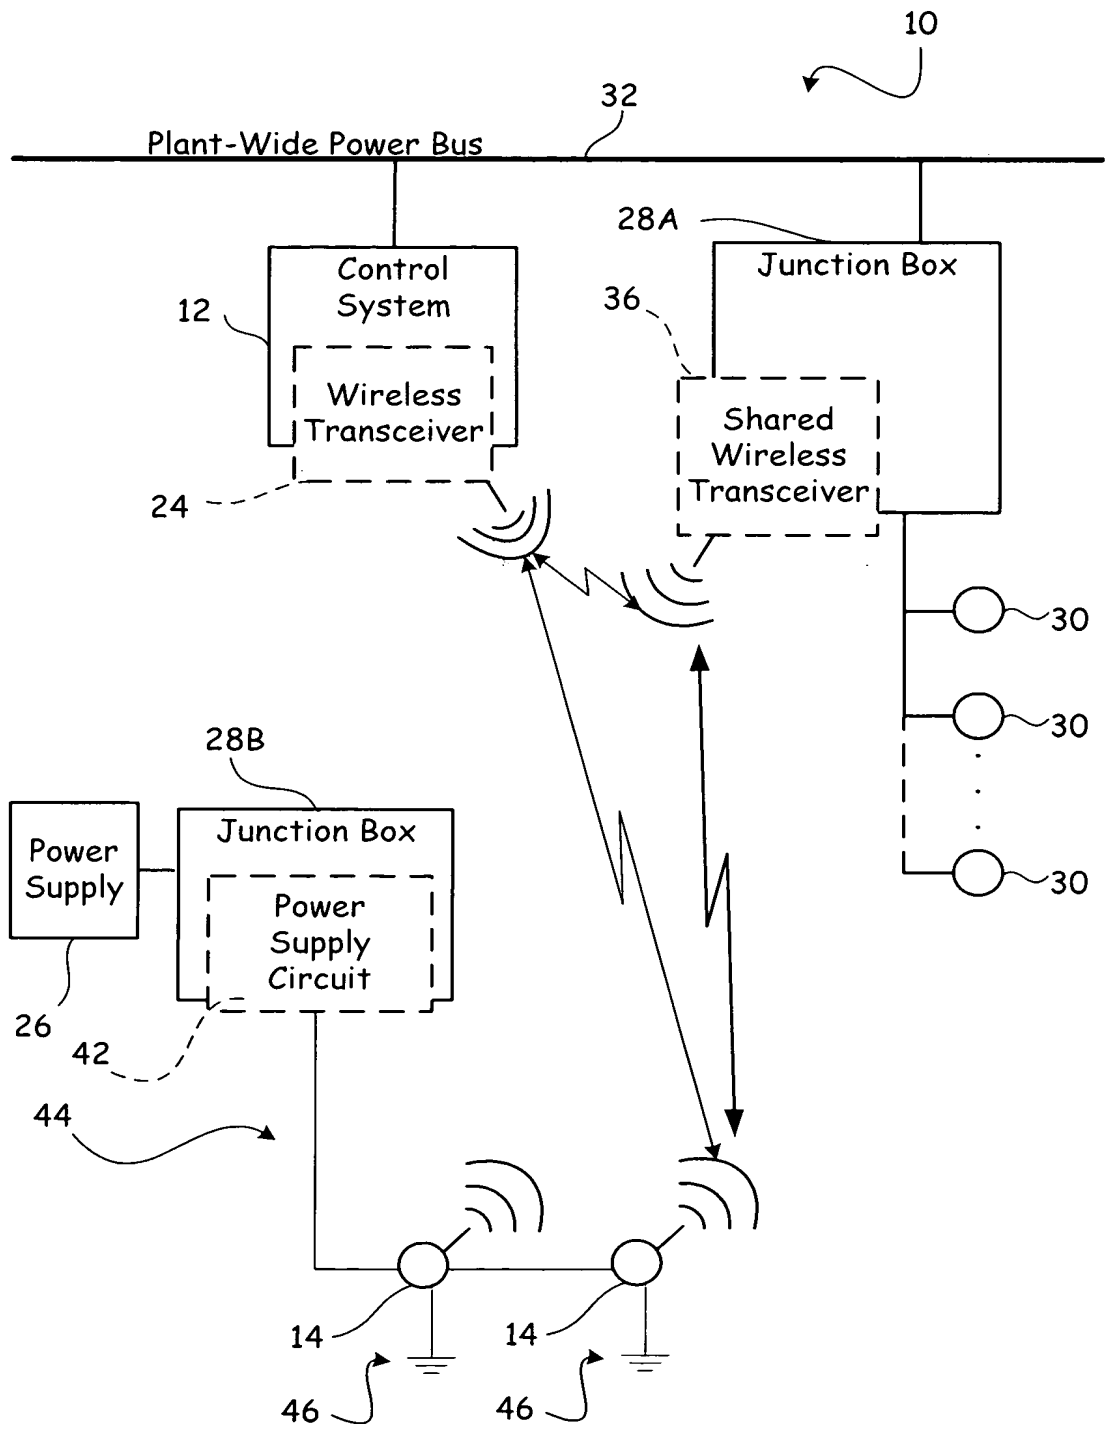 10
32
Plant-Wide Power Bus
28A
Junction Box
Control
System
36
12
Wireless
Transceiver
Shared
Wireless
Transceiver
24
30
30
28B
Junction Box
Power
Supply
30
Power
Supply
Circuit
26
42
44
14
14
46
46